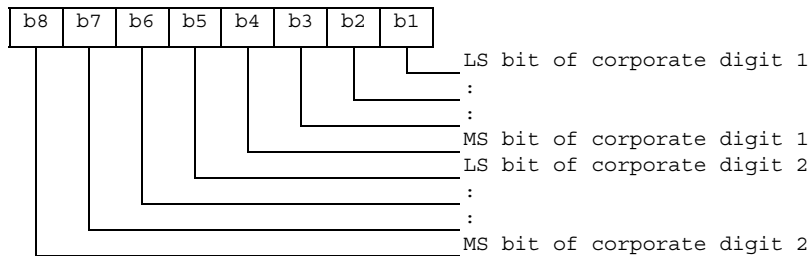 b8 b7 b6 b5 b4 b3 b2 b1
LS bit of corporate digit 1
:
:
MS bit of corporate digit 1
LS bit of corporate digit 2
:
:
MS bit of corporate digit 2